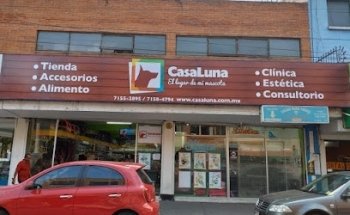 • Tienda
• Accesorios
• Alimento
CasaLuna
El lugar de mi mascota
7155-2895 / 7158-4794 www.casaluna.com.mx
• Clínica
• Estética
• Consultorio